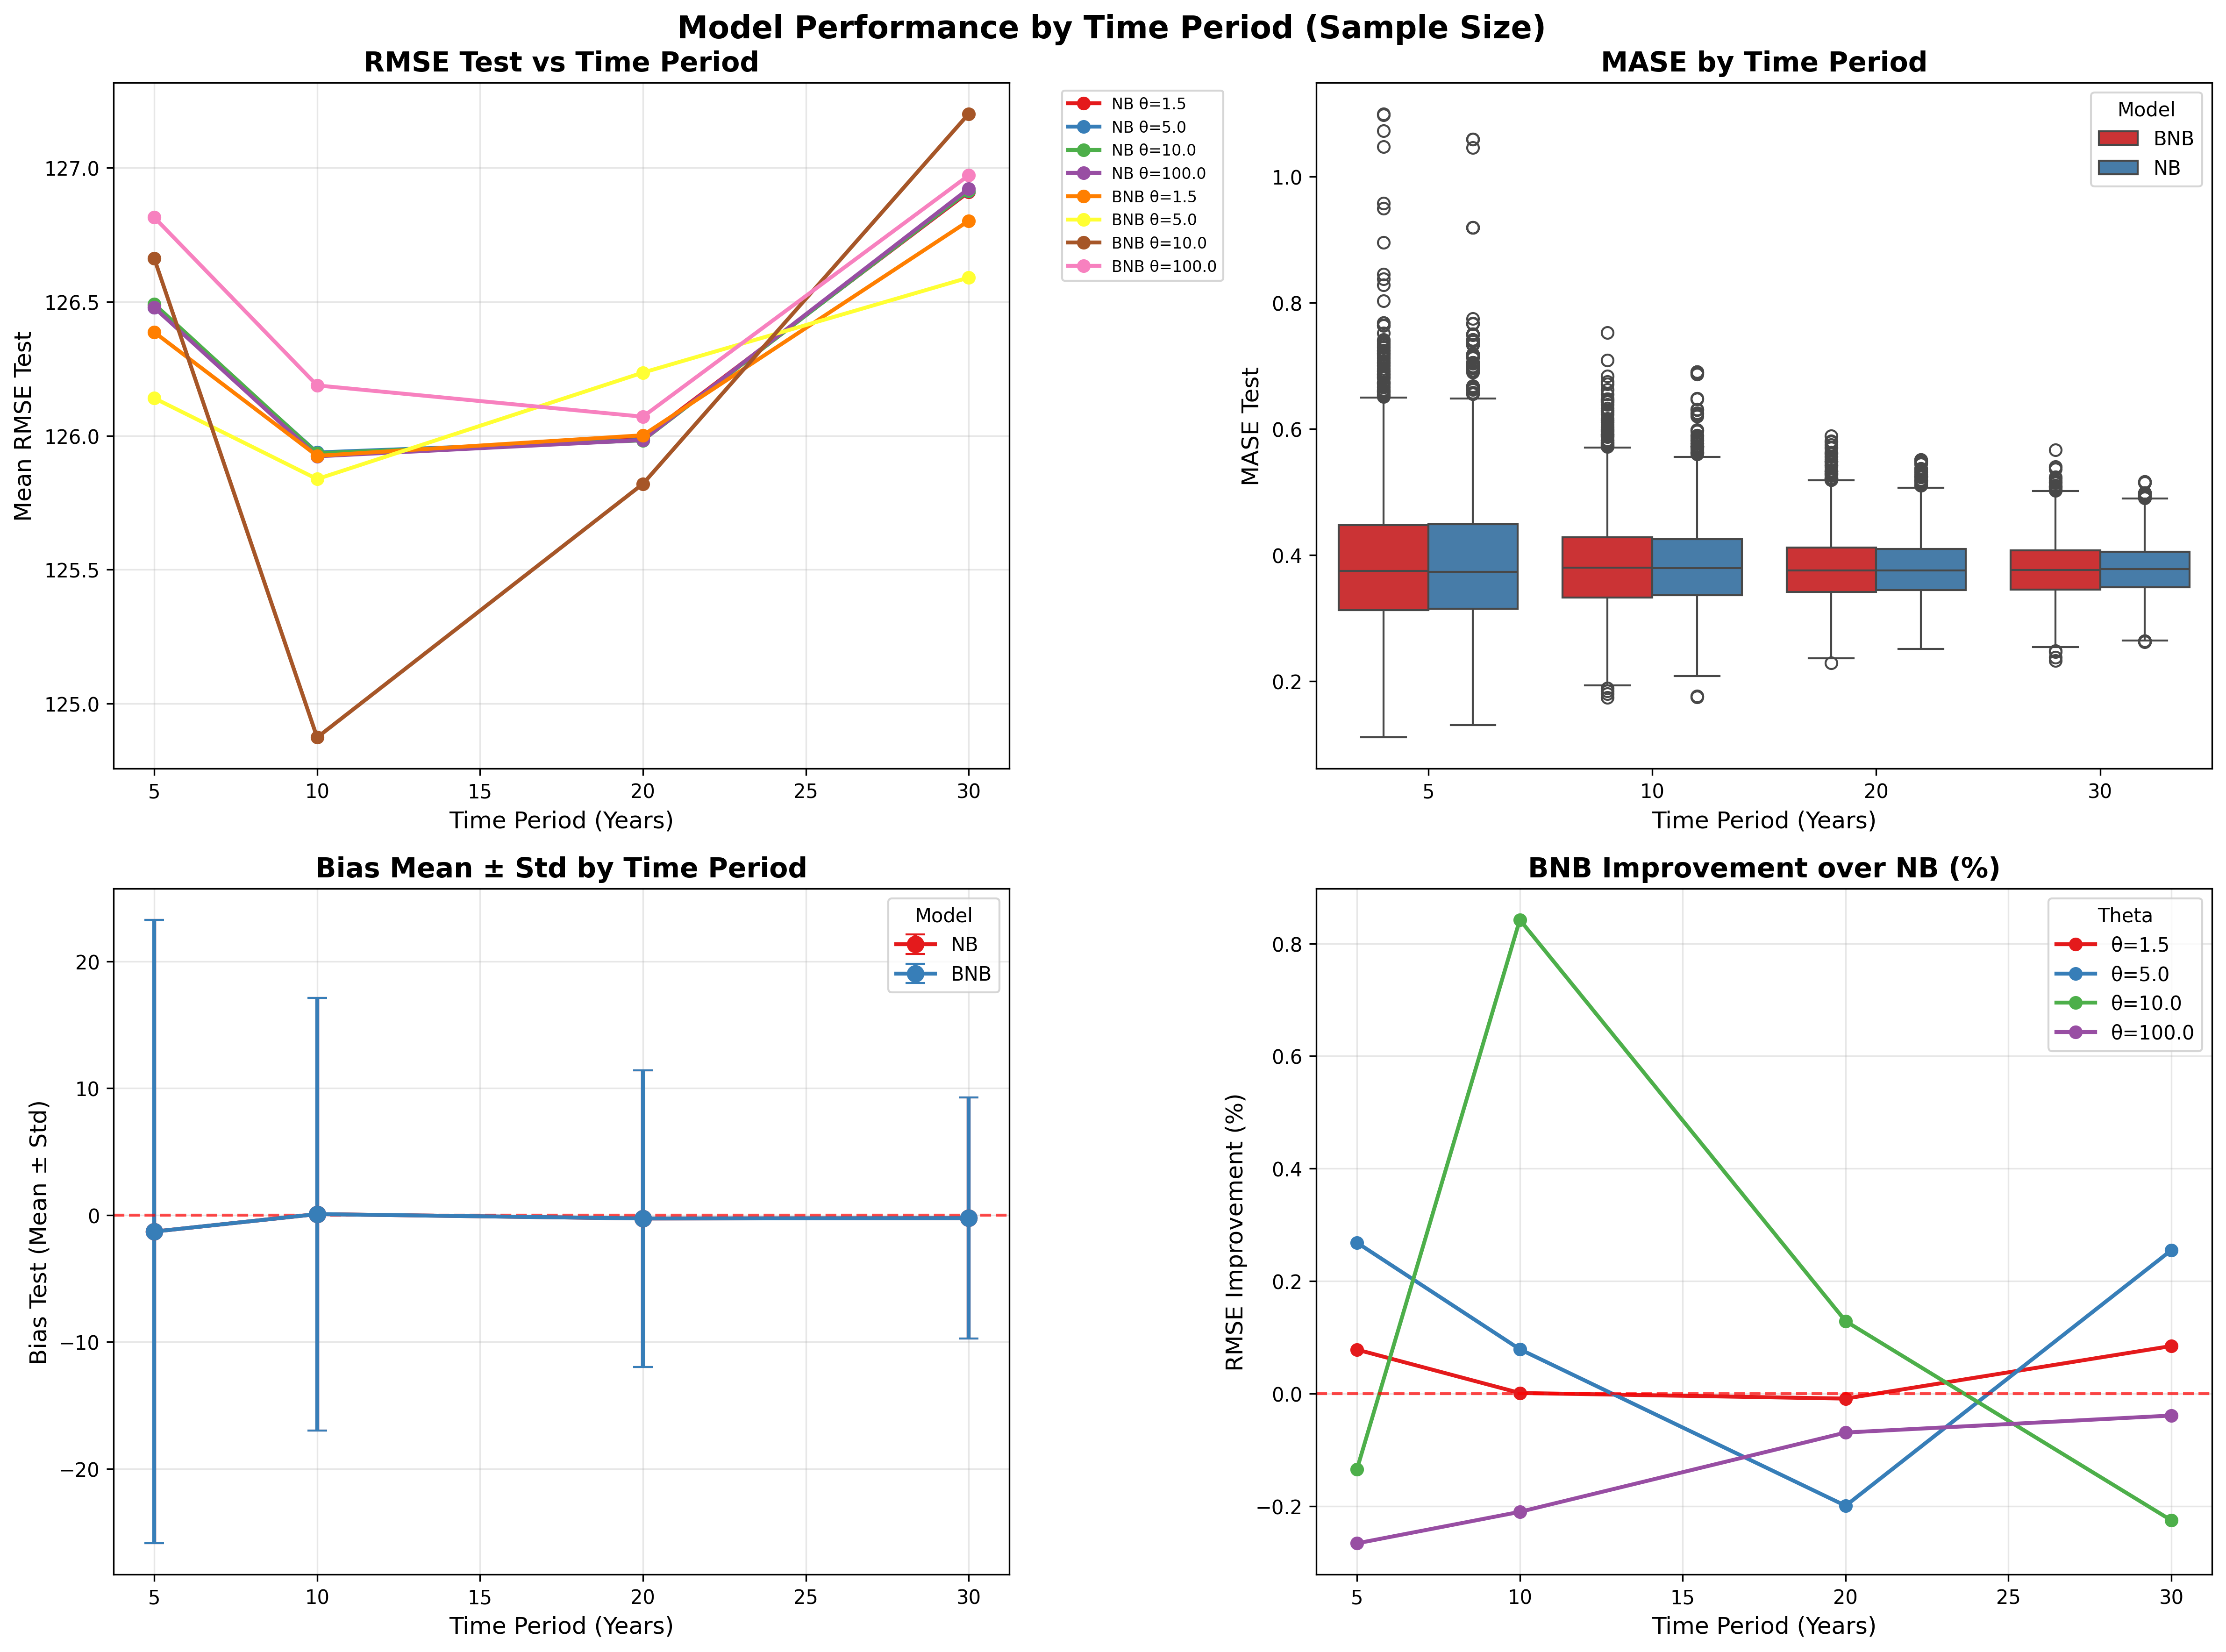 Model Performance by Time Period (Sample Size)
RMSE Test vs Time Period
Mean RMSE Test
127.0
126.5
126.0
125.5
125.0
5 10 15 20 25 30
Time Period (Years)
NB θ=1.5
NB θ=5.0
NB θ=10.0
NB θ=100.0
BNB θ=1.5
BNB θ=5.0
BNB θ=10.0
BNB θ=100.0
MASE by Time Period
MASE Test
1.0
0.8
0.6
0.4
0.2
5 10 20 30
Time Period (Years)
Model
BNB
NB
Bias Mean ± Std by Time Period
Bias Test (Mean ± Std)
20
10
0
−10
−20
5 10 15 20 25 30
Time Period (Years)
Model
NB
BNB
BNB Improvement over NB (%)
RMSE Improvement (%)
0.8
0.6
0.4
0.2
0.0
−0.2
5 10 15 20 25 30
Time Period (Years)
Theta
θ=1.5
θ=5.0
θ=10.0
θ=100.0